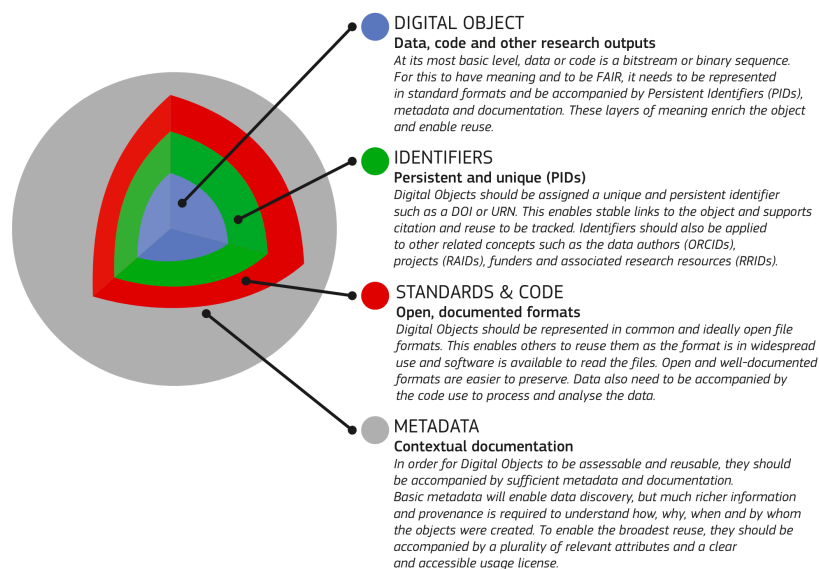 DIGITAL OBJECT
Data, code and other research outputs
At its most basic level, data or code is a bitstream or binary sequence.
For this to have meaning and to be FAIR, it needs to be represented
in standard formats and be accompanied by Persistent Identifiers (PIDs),
metadata and documentation. These layers of meaning enrich the object
and enable reuse.
IDENTIFIERS
Persistent and unique (PIDs)
Digital Objects should be assigned a unique and persistent identifier
such as a DOI or URN. This enables stable links to the object and supports
citation and reuse to be tracked. Identifiers should also be applied
to other related concepts such as the data authors (ORCIDs),
projects (RAIDs), funders and associated research resources (RRIDs).
STANDARDS & CODE
Open, documented formats
Digital Objects should be represented in common and ideally open file
formats. This enables others to reuse them as the format is in widespread
use and software is available to read the files. Open and well-documented
formats are easier to preserve. Data also need to be accompanied by
the code use to process and analyse the data.
METADATA
Contextual documentation
In order for Digital Objects to be assessable and reusable, they should
be accompanied by sufficient metadata and documentation.
Basic metadata will enable data discovery, but much richer information
and provenance is required to understand how, why, when and by whom
the objects were created. To enable the broadest reuse, they should be
accompanied by a plurality of relevant attributes and a clear
and accessible usage license.